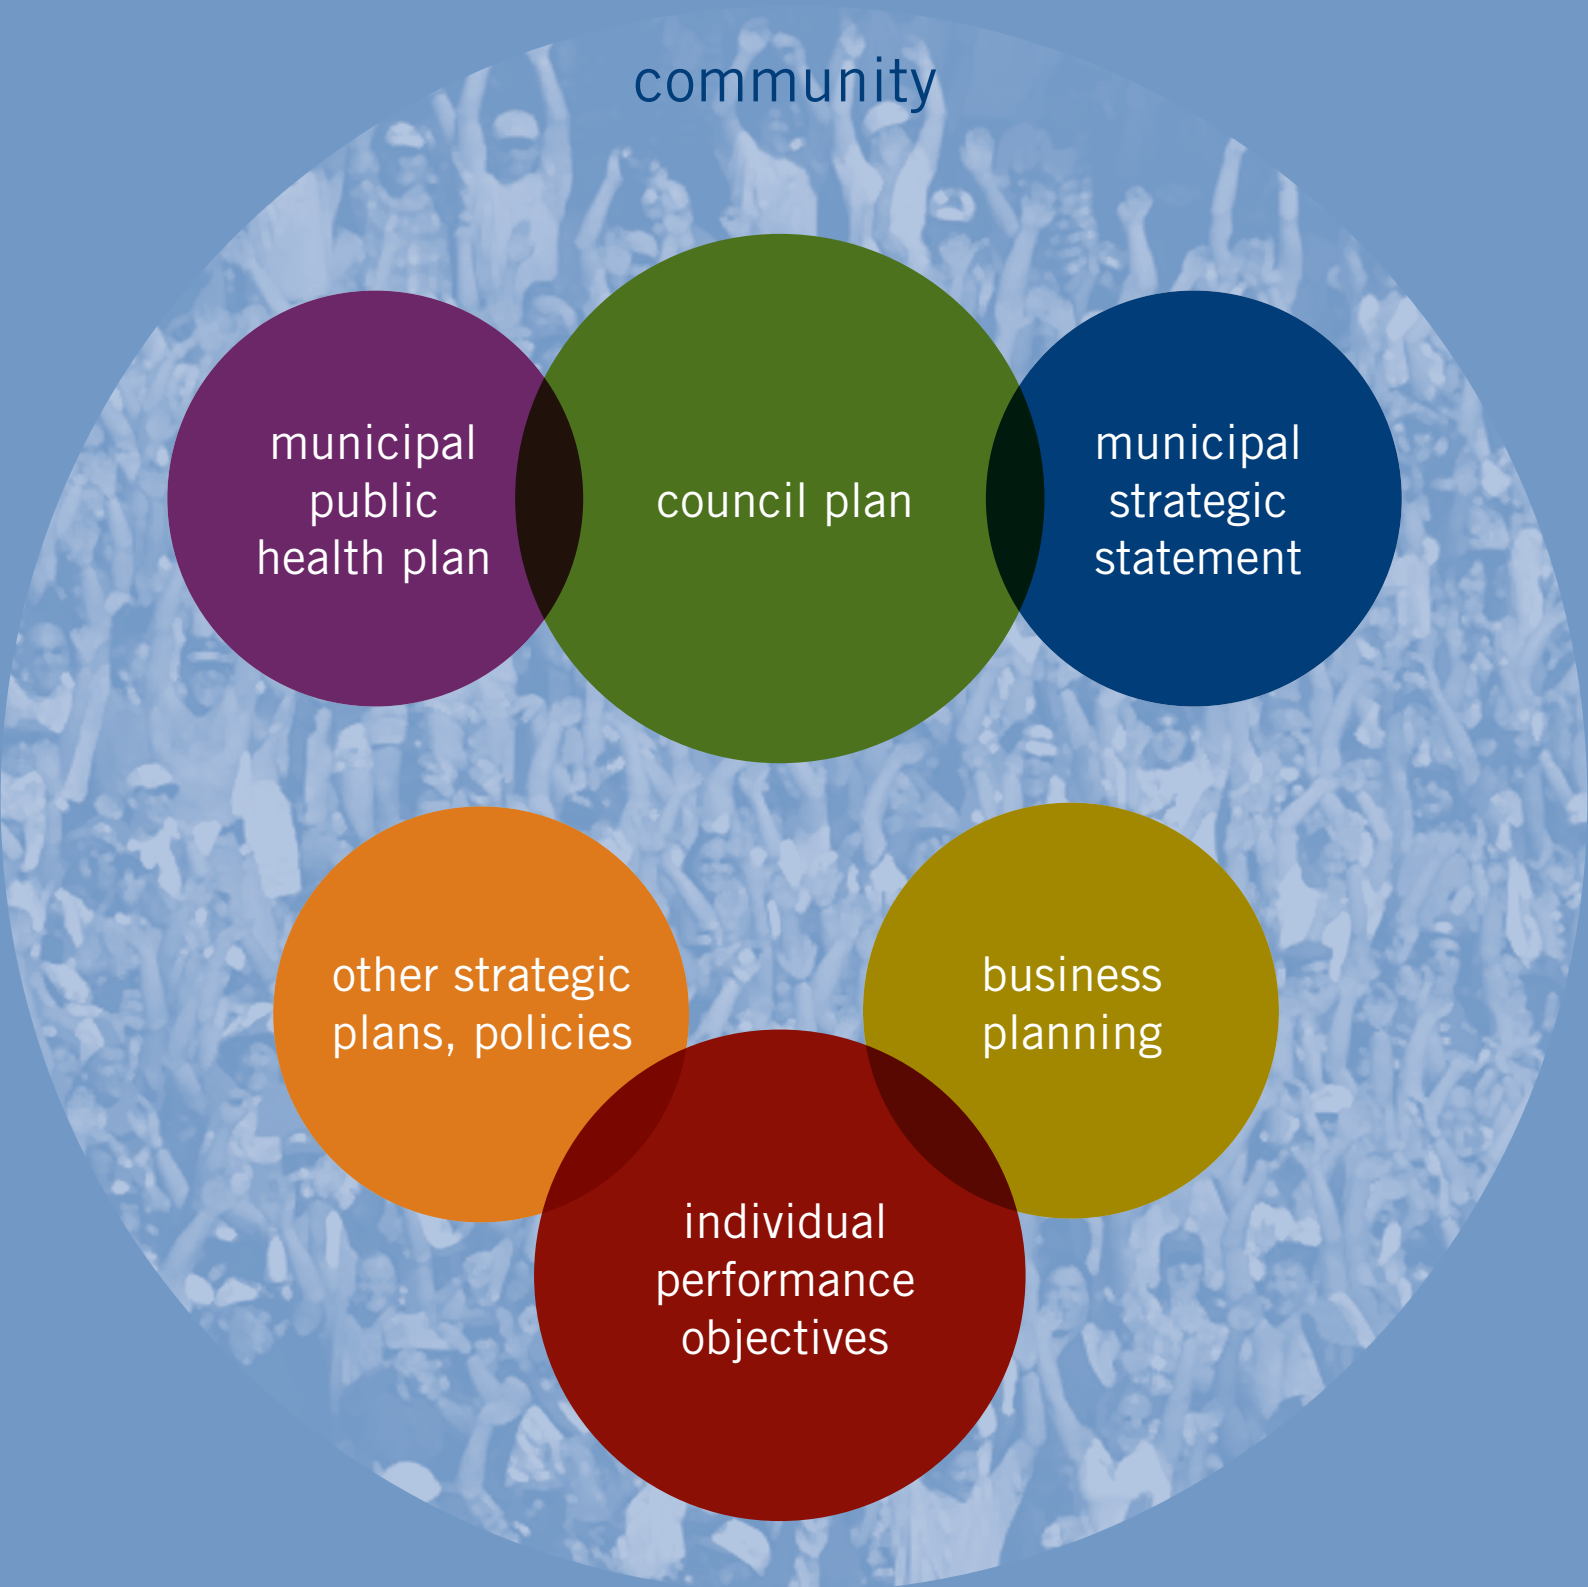 community
municipal
public
health plan
council plan
municipal
strategic
statement
other strategic
plans, policies
business
planning
individual
performance
objectives